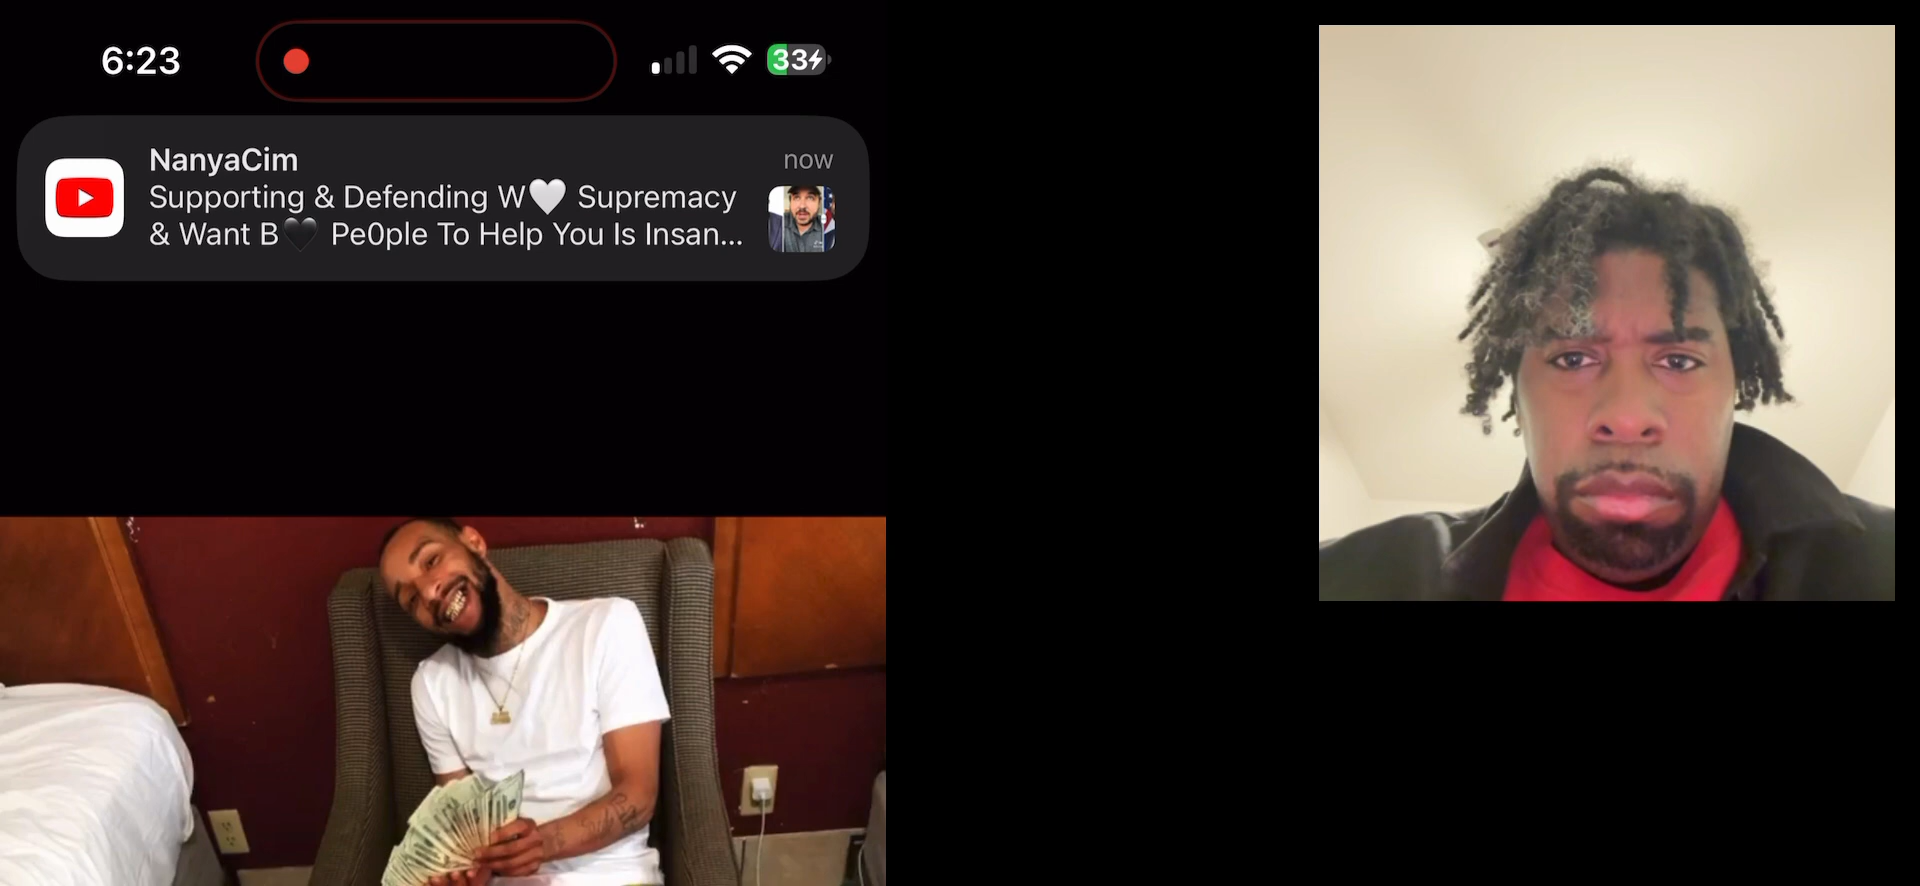 6:23
33
NanyaCim
now
Supporting & Defending W🤍 Supremacy
& Want B🖤 Pe0ple To Help You Is Insan...